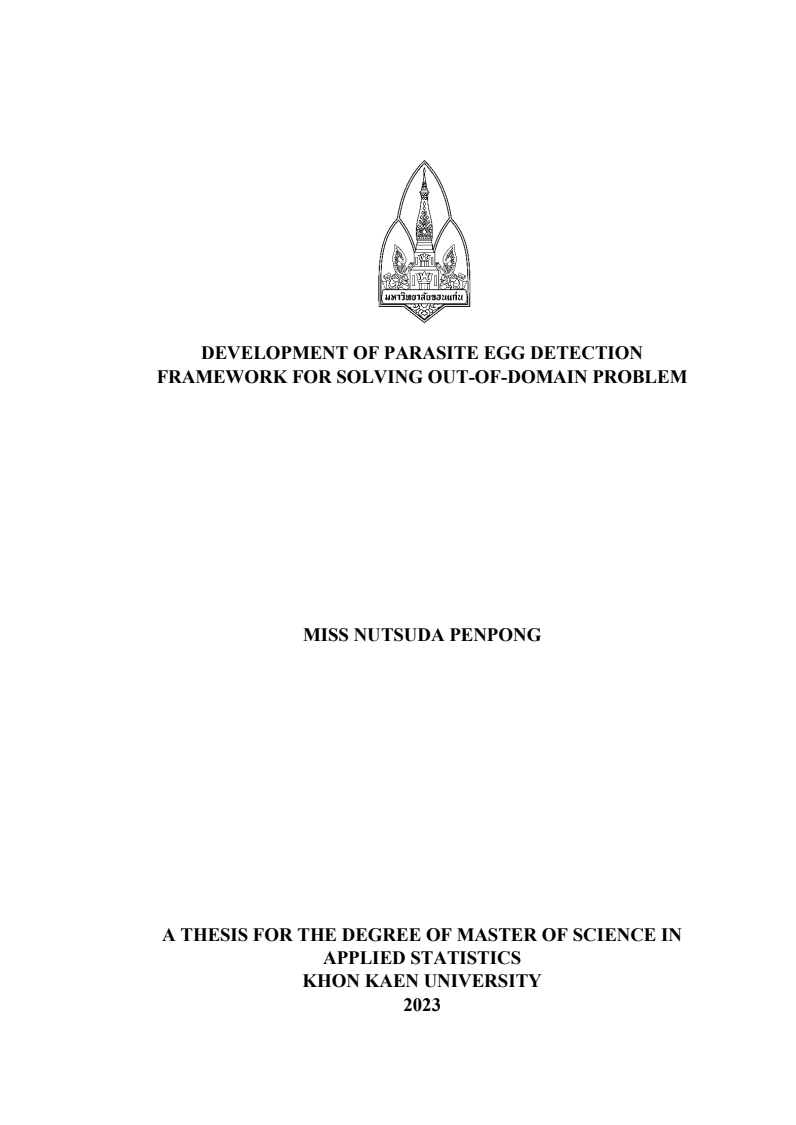 มหาวิทยาลัยขอนแก่น
DEVELOPMENT OF PARASITE EGG DETECTION
FRAMEWORK FOR SOLVING OUT-OF-DOMAIN PROBLEM
MISS NUTSUDA PENPONG
A THESIS FOR THE DEGREE OF MASTER OF SCIENCE IN
APPLIED STATISTICS
KHON KAEN UNIVERSITY
2023